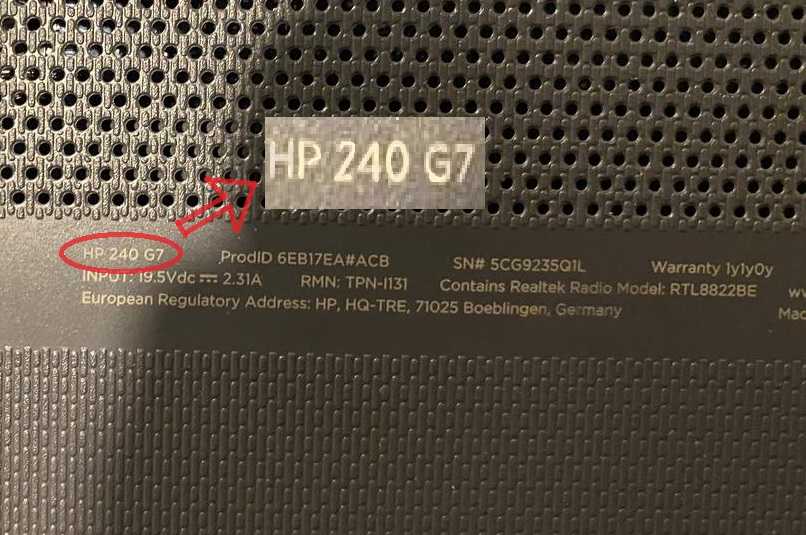 HP 240 G7
HP 240 G7 ProdID 6EB17EA#ACB SN# 5CG9235Q1L Warranty 1y1y0y
INPUT: 19.5Vdc ⎓ 2.31A RMN: TPN-I131 Contains Realtek Radio Model: RTL8822BE
European Regulatory Address: HP, HQ-TRE, 71025 Boeblingen, Germany